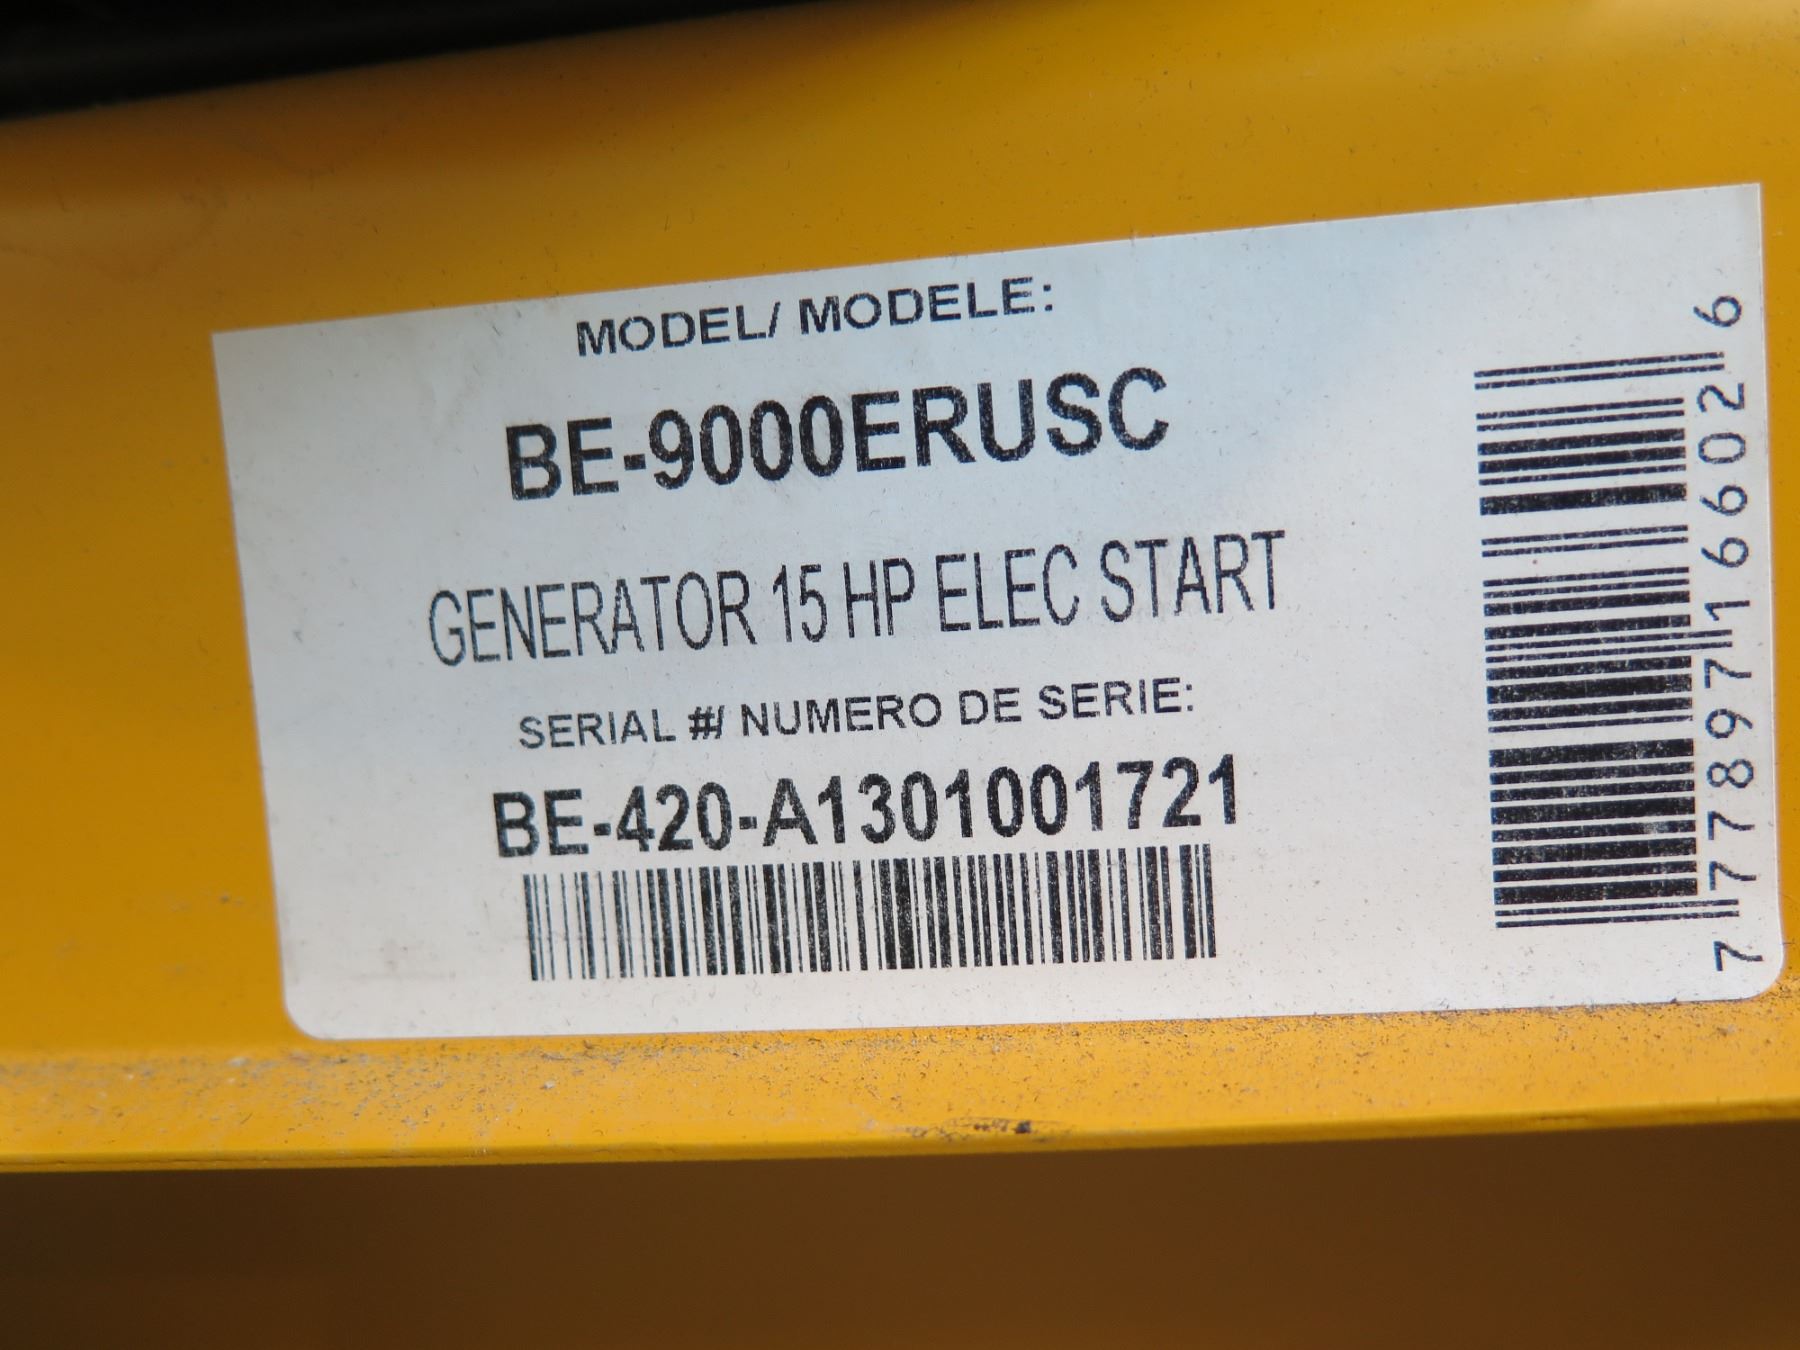 MODEL/ MODELE:
BE-9000ERUSC
GENERATOR 15 HP ELEC START
SERIAL #/ NUMERO DE SERIE:
BE-420-A1301001721
7 77897 16602 6